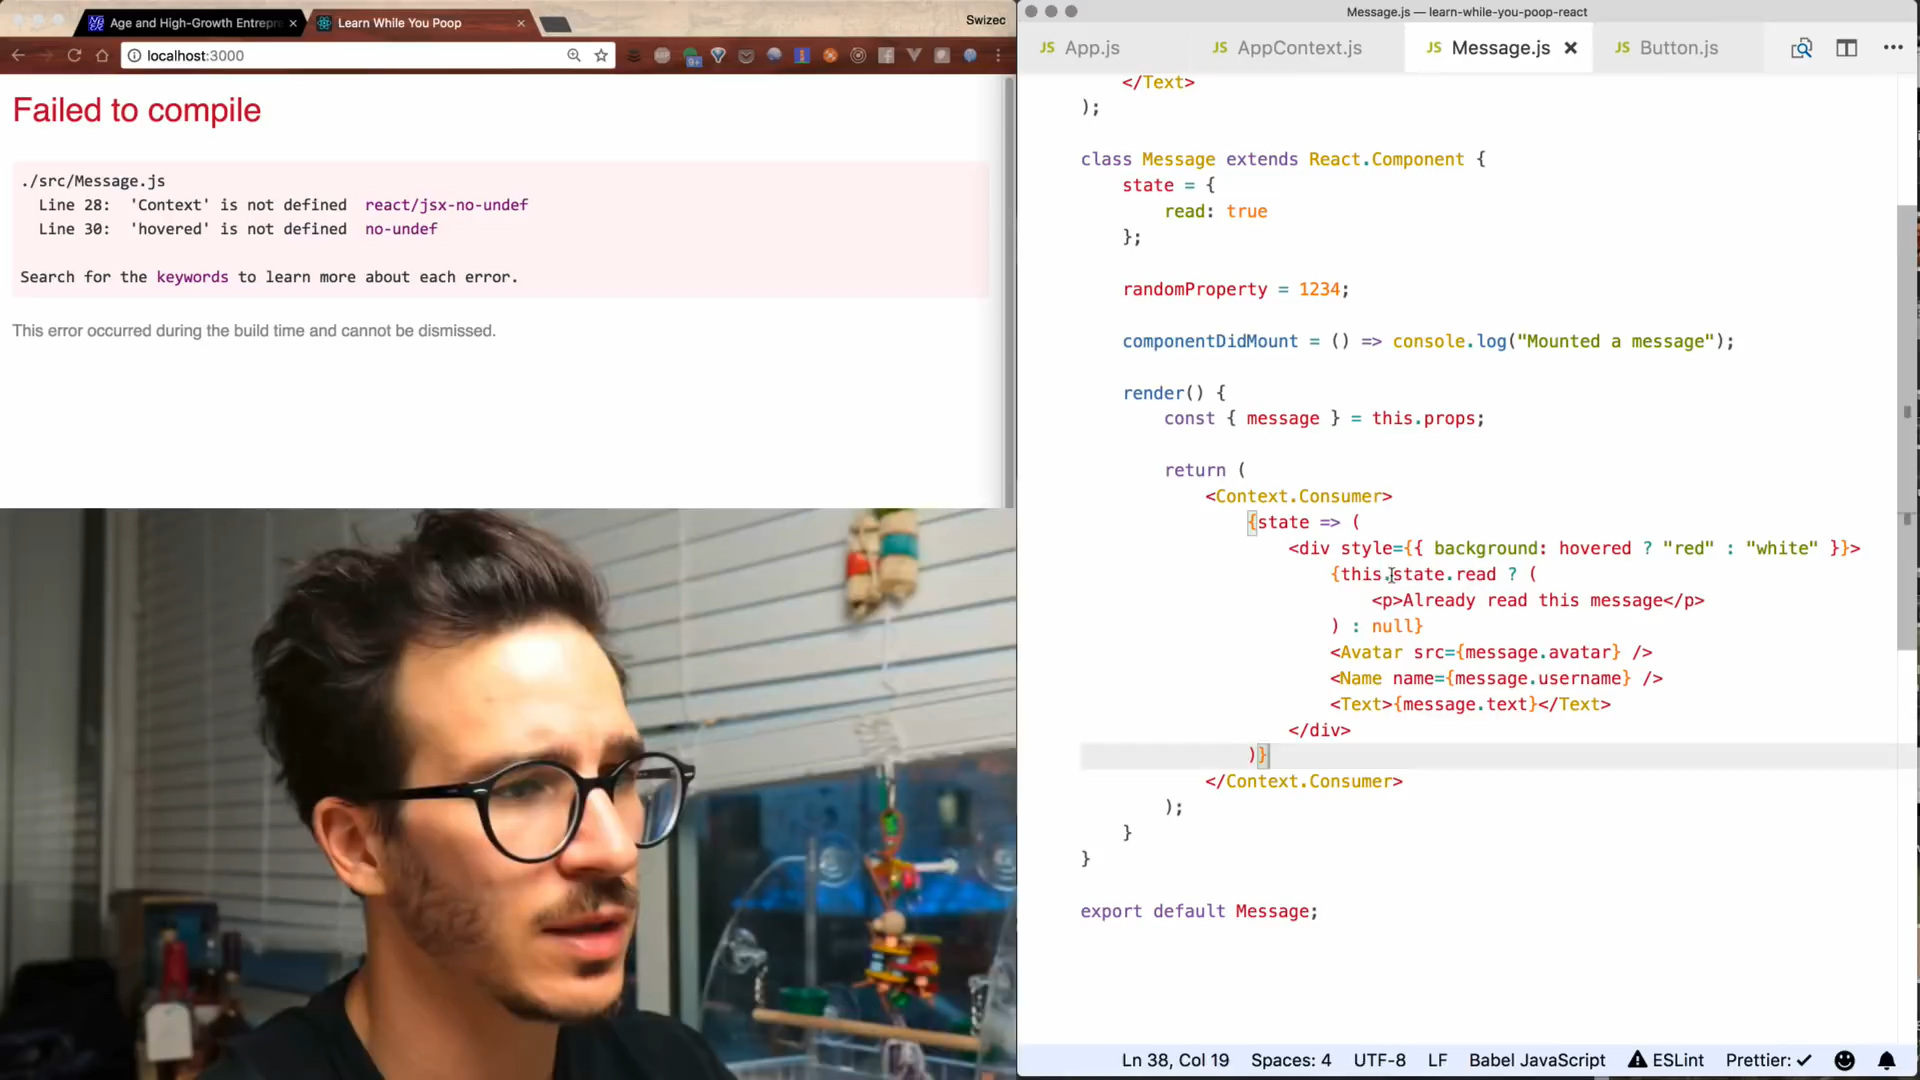 Age and High-Growth Entrepre
Learn While You Poop
Swizec
localhost:3000
9+
Failed to compile
./src/Message.js
Line 28: 'Context' is not defined react/jsx-no-undef
Line 30: 'hovered' is not defined no-undef
Search for the keywords to learn more about each error.
This error occurred during the build time and cannot be dismissed.
Message.js — learn-while-you-poop-react
JS App.js
JS AppContext.js
JS Message.js
JS Button.js
</Text>
);
class Message extends React.Component {
state = {
read: true
};
randomProperty = 1234;
componentDidMount = () => console.log("Mounted a message");
render() {
const { message } = this.props;
return (
<Context.Consumer>
{state => (
<div style={{ background: hovered ? "red" : "white" }}>
{this.state.read ? (
<p>Already read this message</p>
) : null}
<Avatar src={message.avatar} />
<Name name={message.username} />
<Text>{message.text}</Text>
</div>
)}
</Context.Consumer>
);
}
}
export default Message;
Ln 38, Col 19 Spaces: 4 UTF-8 LF Babel JavaScript ESLint Prettier: ✓